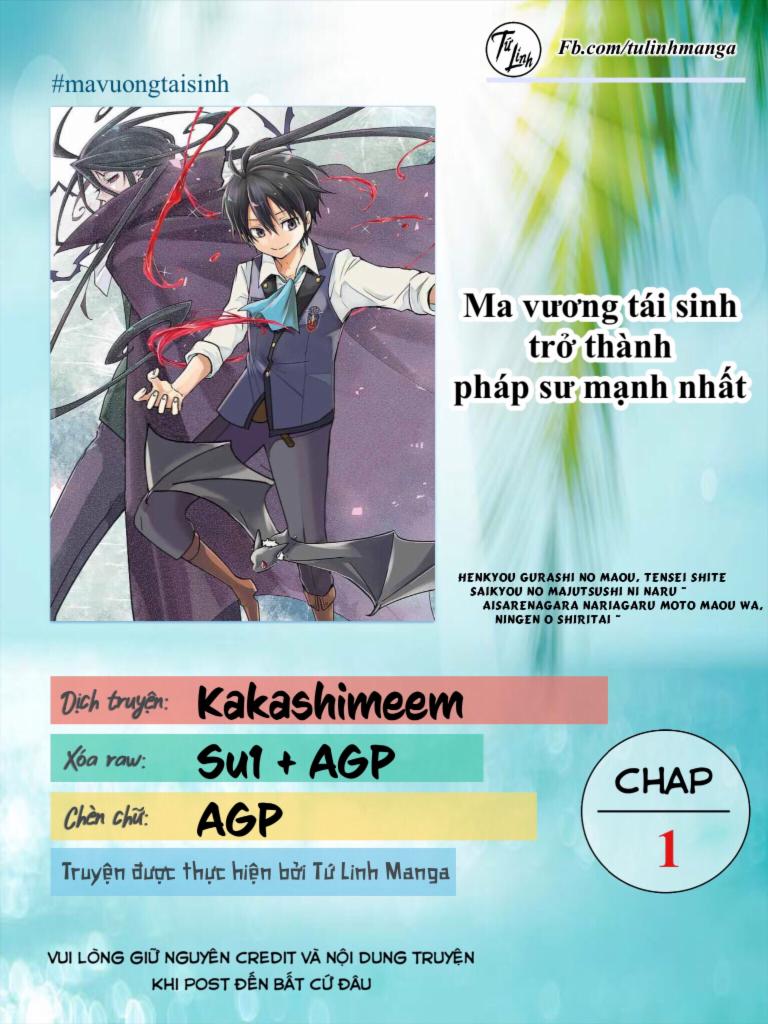 Tứ Linh
Fb.com/tulinhmanga
#mavuongtaisinh
Ma vương tái sinh
trở thành
pháp sư mạnh nhất
HENKYOU GURASHI NO MAOU, TENSEI SHITE
SAIKYOU NO MAJUTSUSHI NI NARU ~
AISARENAGARA NARIAGARU MOTO MAOU WA,
NINGEN O SHIRITAI ~
Dịch truyện: Kakashimeem
Xóa raw: Su1 + AGP
Chèn chữ: AGP
Truyện được thực hiện bởi Tứ Linh Manga
CHAP
1
VUI LÒNG GIỮ NGUYÊN CREDIT VÀ NỘI DUNG TRUYỆN
KHI POST ĐẾN BẤT CỨ ĐÂU